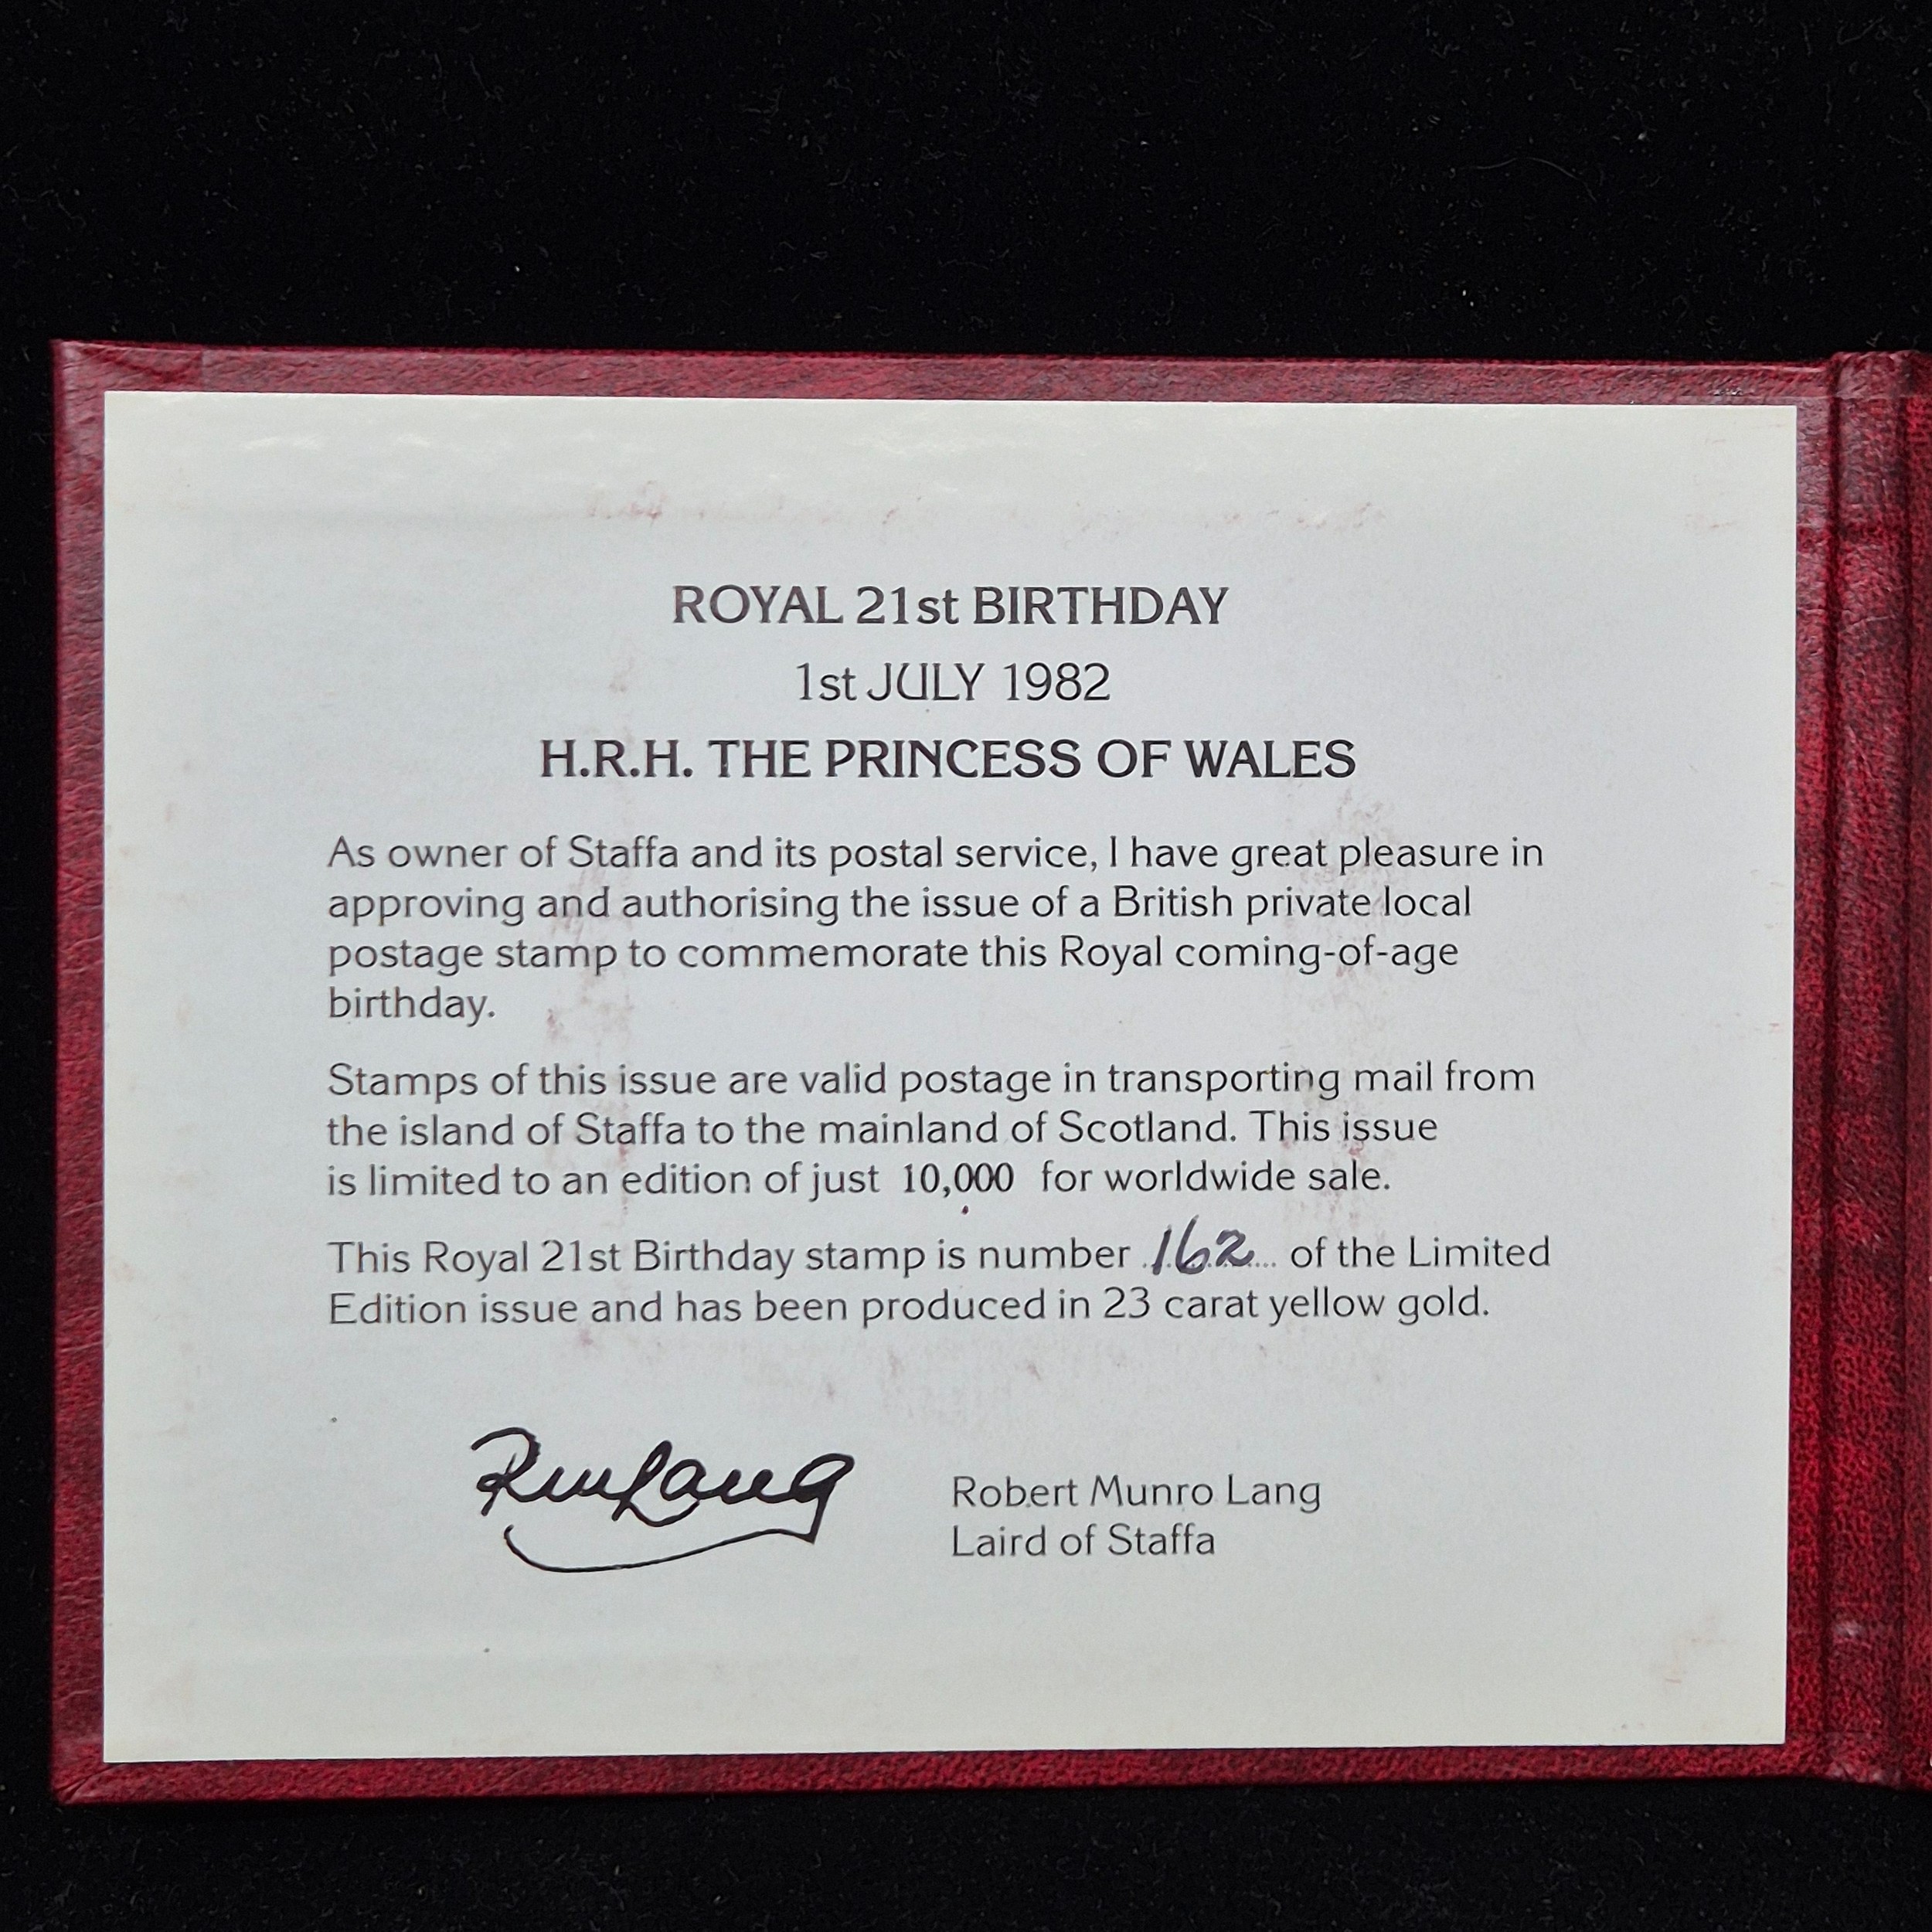 ROYAL 21st BIRTHDAY
1st JULY 1982
H.R.H. THE PRINCESS OF WALES
As owner of Staffa and its postal service, I have great pleasure in
approving and authorising the issue of a British private local
postage stamp to commemorate this Royal coming-of-age
birthday.
Stamps of this issue are valid postage in transporting mail from
the island of Staffa to the mainland of Scotland. This issue
is limited to an edition of just 10,000 for worldwide sale.
This Royal 21st Birthday stamp is number 162 of the Limited
Edition issue and has been produced in 23 carat yellow gold.
RM Lang
Robert Munro Lang
Laird of Staffa